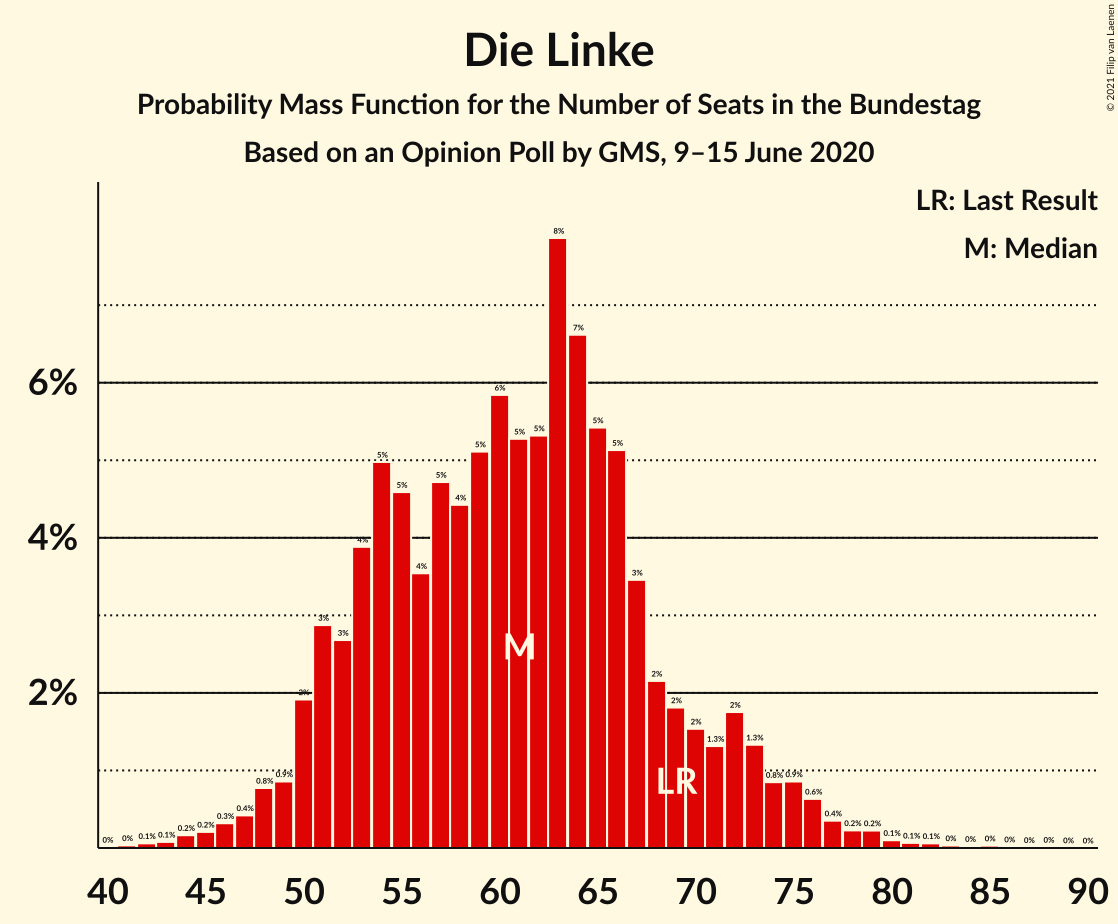 Die Linke
Probability Mass Function for the Number of Seats in the Bundestag
Based on an Opinion Poll by GMS, 9–15 June 2020
© 2021 Filip van Laenen
LR: Last Result
M: Median
6%
4%
2%
0% 0% 0.1% 0.1% 0.2% 0.2% 0.3% 0.4% 0.8% 0.9% 2% 3% 3% 4% 5% 5% 4% 5% 4% 5% 6% 5% 5% 8% 7% 5% 5% 3% 2% 2% 2% 1.3% 2% 1.3% 0.8% 0.9% 0.6% 0.4% 0.2% 0.2% 0.1% 0.1% 0.1% 0% 0% 0% 0% 0% 0% 0% 0%
M
LR
40 45 50 55 60 65 70 75 80 85 90